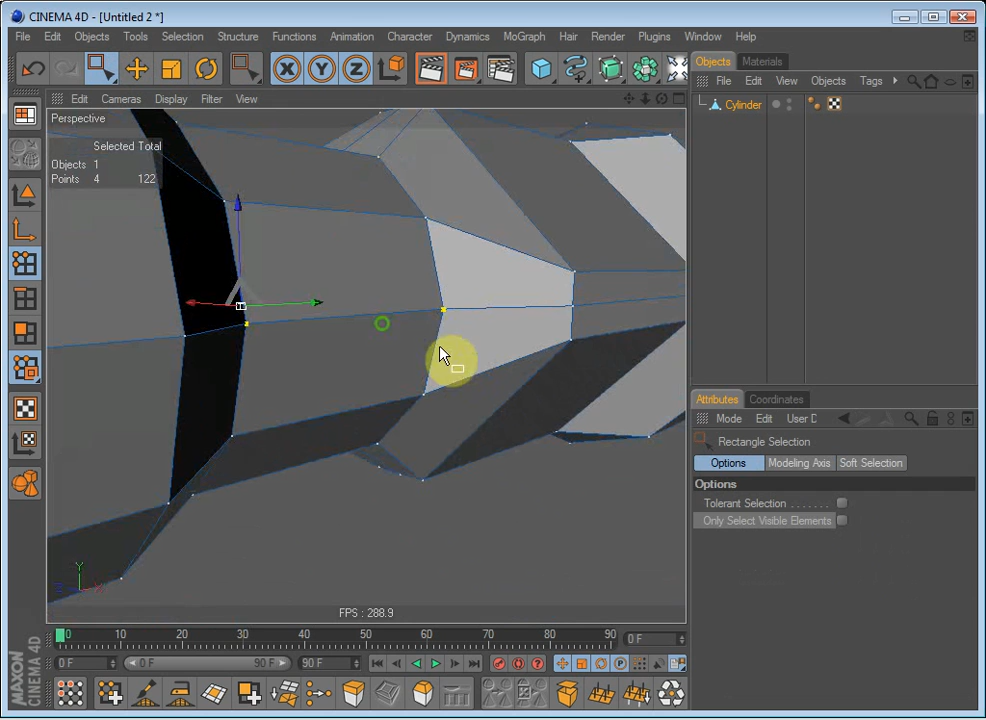 CINEMA 4D - [Untitled 2 *]
File Edit Objects Tools Selection Structure Functions Animation Character Dynamics MoGraph Hair Render Plugins Window Help
X Y Z
Objects Materials
Edit Cameras Display Filter View
File Edit View Objects Tags
Perspective
Cylinder
Selected Total
Objects 1
Points 4 122
Y
X
Attributes Coordinates
Mode Edit User D
Rectangle Selection
Options Modeling Axis Soft Selection
Options
Tolerant Selection . . . . . . .
Only Select Visible Elements
FPS : 288.9
0 10 20 30 40 50 60 70 80 90 0 F
0 F 0 F 90 F 90 F
P
MAXON
CINEMA 4D